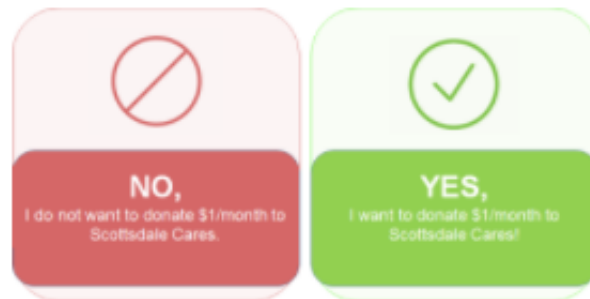 NO,
I do not want to donate $1/month to
Scottsdale Cares.
YES,
I want to donate $1/month to
Scottsdale Cares!